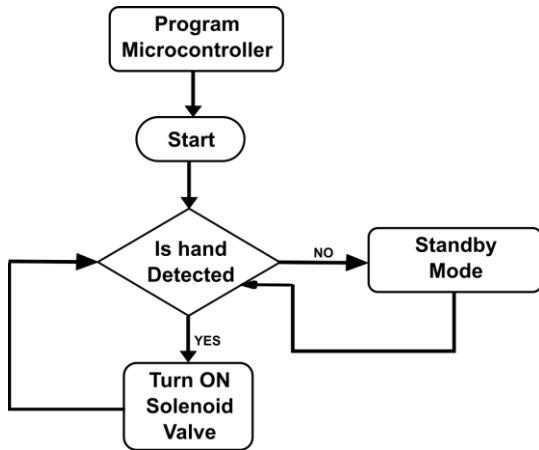 Program
Microcontroller
Start
Is hand
Detected
NO
Standby
Mode
YES
Turn ON
Solenoid
Valve